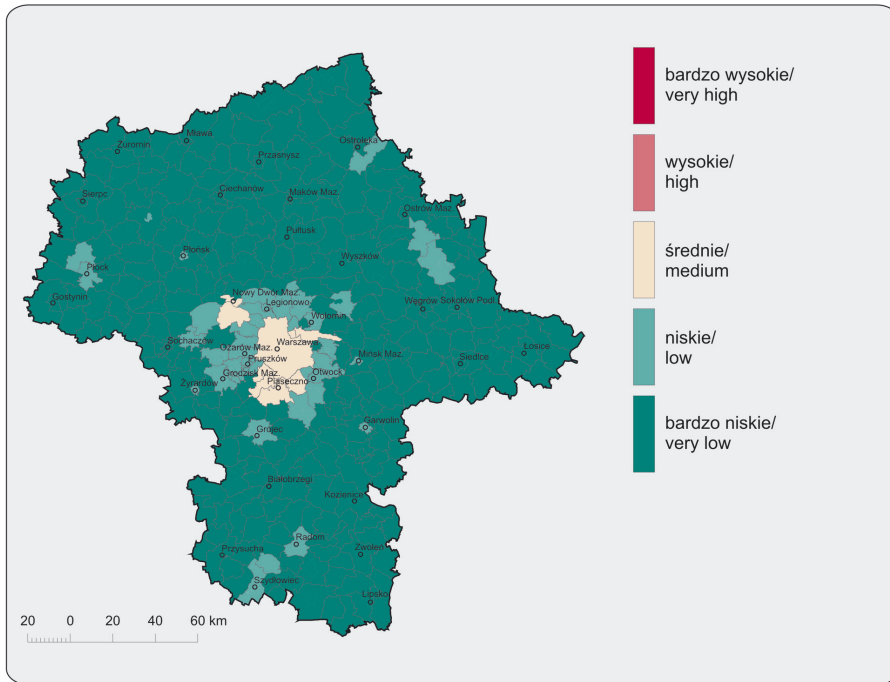 bardzo wysokie/
very high
wysokie/
high
średnie/
medium
niskie/
low
bardzo niskie/
very low
Mława
Żuromin
Ostrołęka
Przasnysz
Sierpc
Ciechanów
Maków Maz.
Ostrów Maz.
Pułtusk
Płońsk
Wyszków
Płock
Gostynin
Nowy Dwór Maz.
Legionowo
Węgrów
Sokołów Podl.
Wołomin
Sochaczów
Ożarów Maz.
Warszawa
Łosice
Pruszków
Mińsk Maz.
Siedlce
Grodzisk Maz.
Otwock
Żyrardów
Piaseczno
Garwolin
Grójec
Białobrzegi
Kozienice
Radom
Przysucha
Zwoleń
Szydłowiec
Lipsko
20 0 20 40 60 km